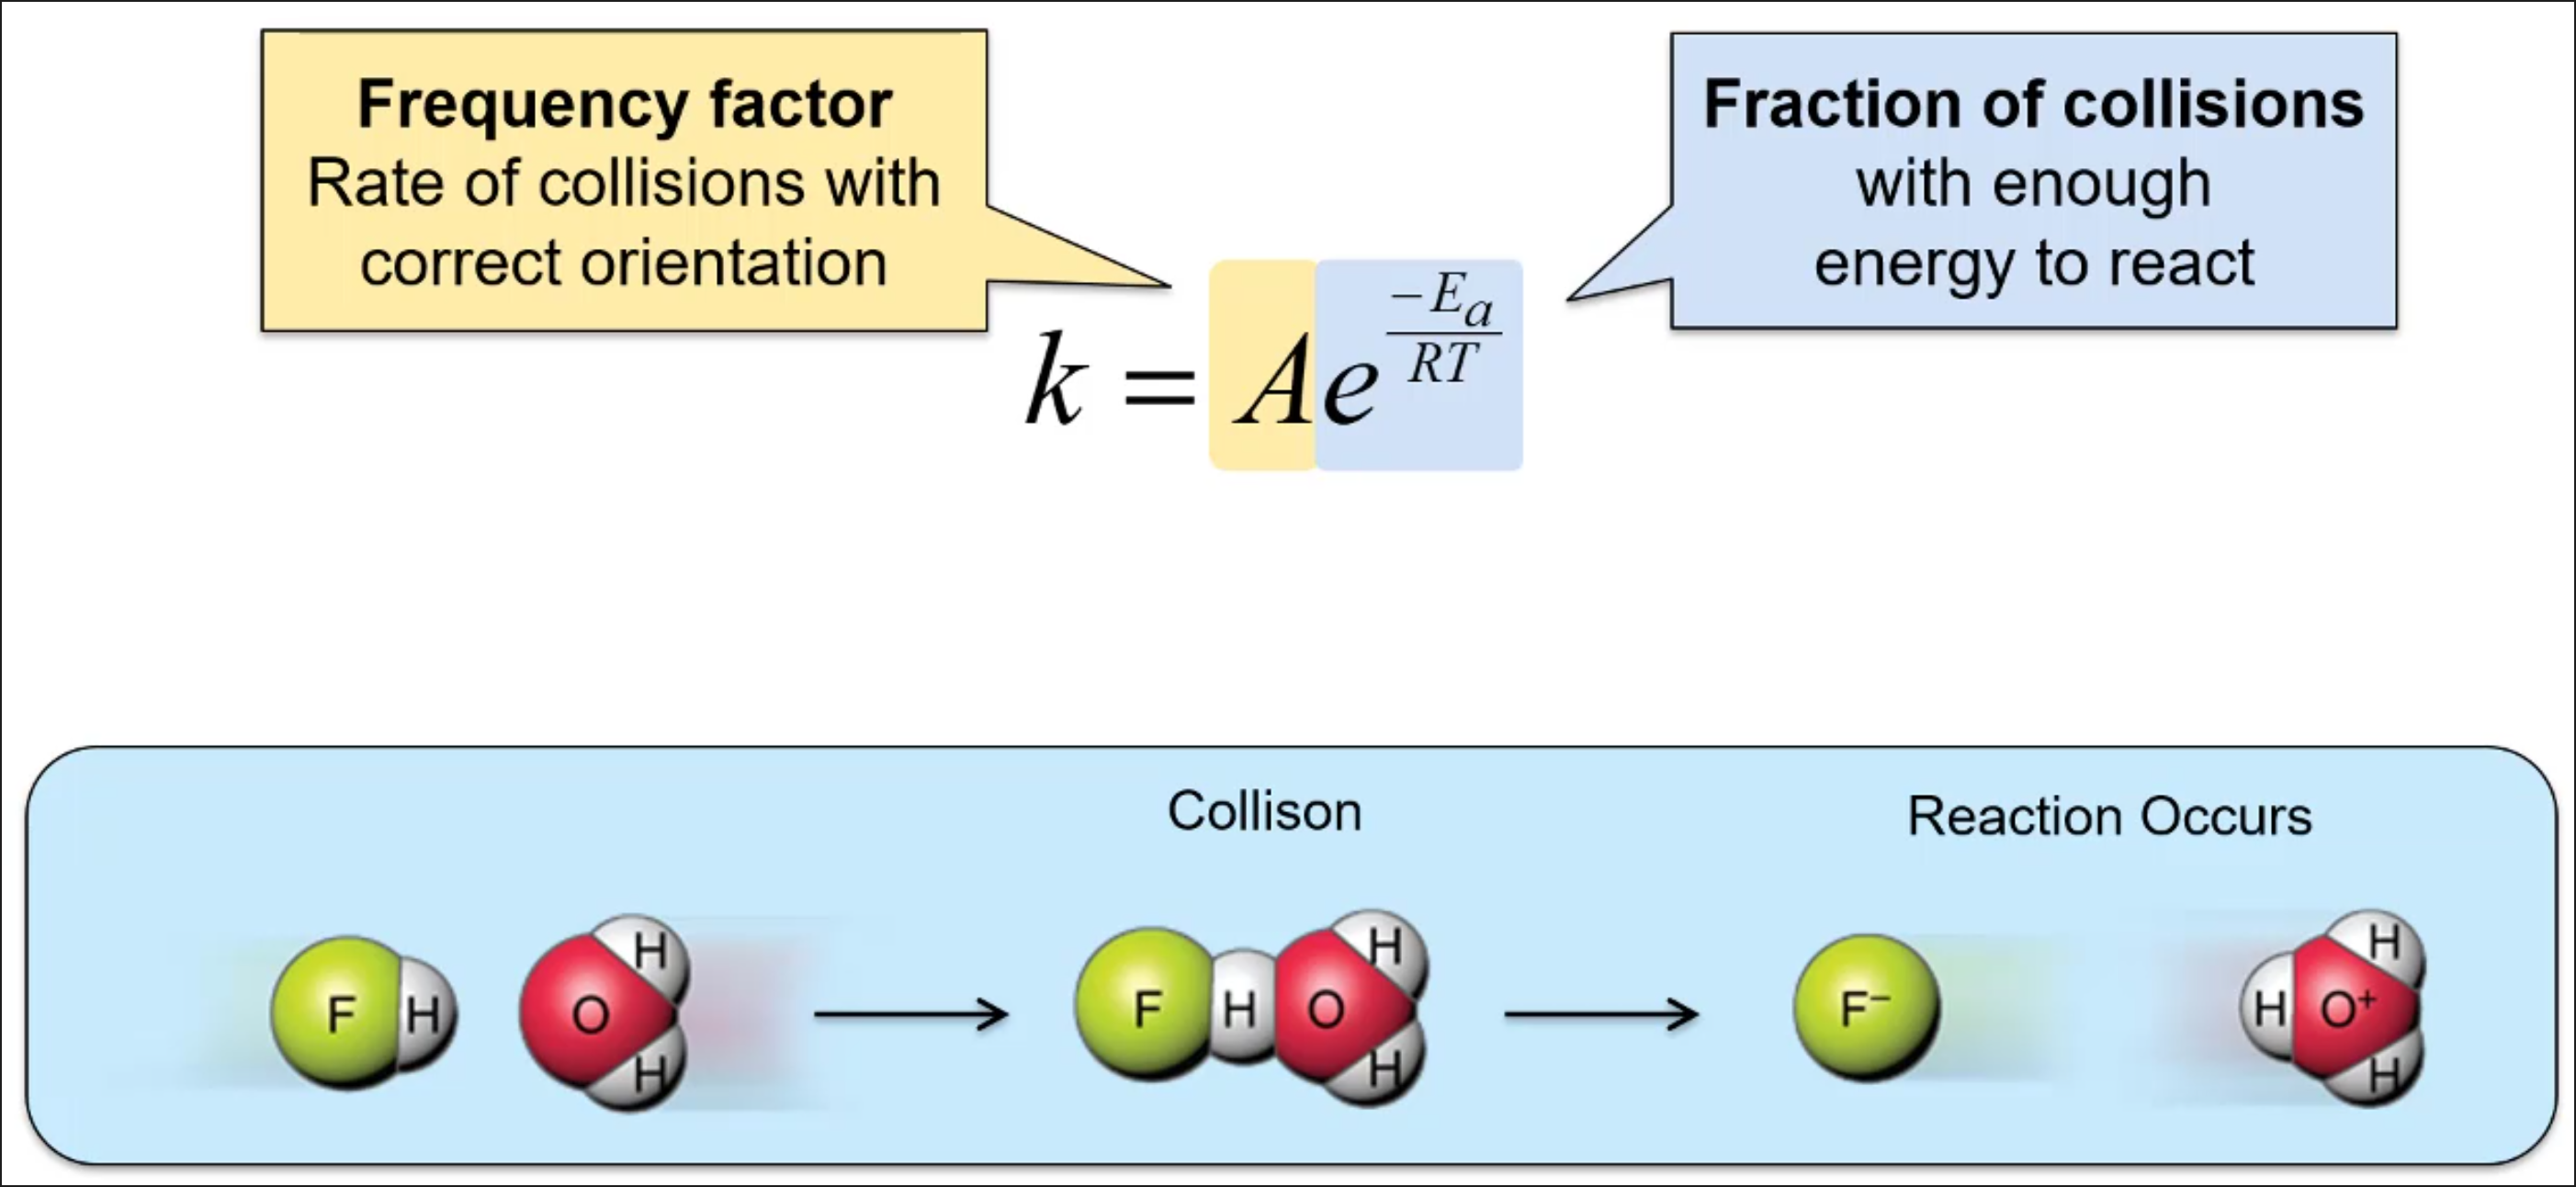 Frequency factor
Rate of collisions with
correct orientation
Fraction of collisions
with enough
energy to react
k = Ae^{\frac{-E_a}{RT}}
Collison
Reaction Occurs
F H O H H
F H O H H
F⁻ H O⁺ H H